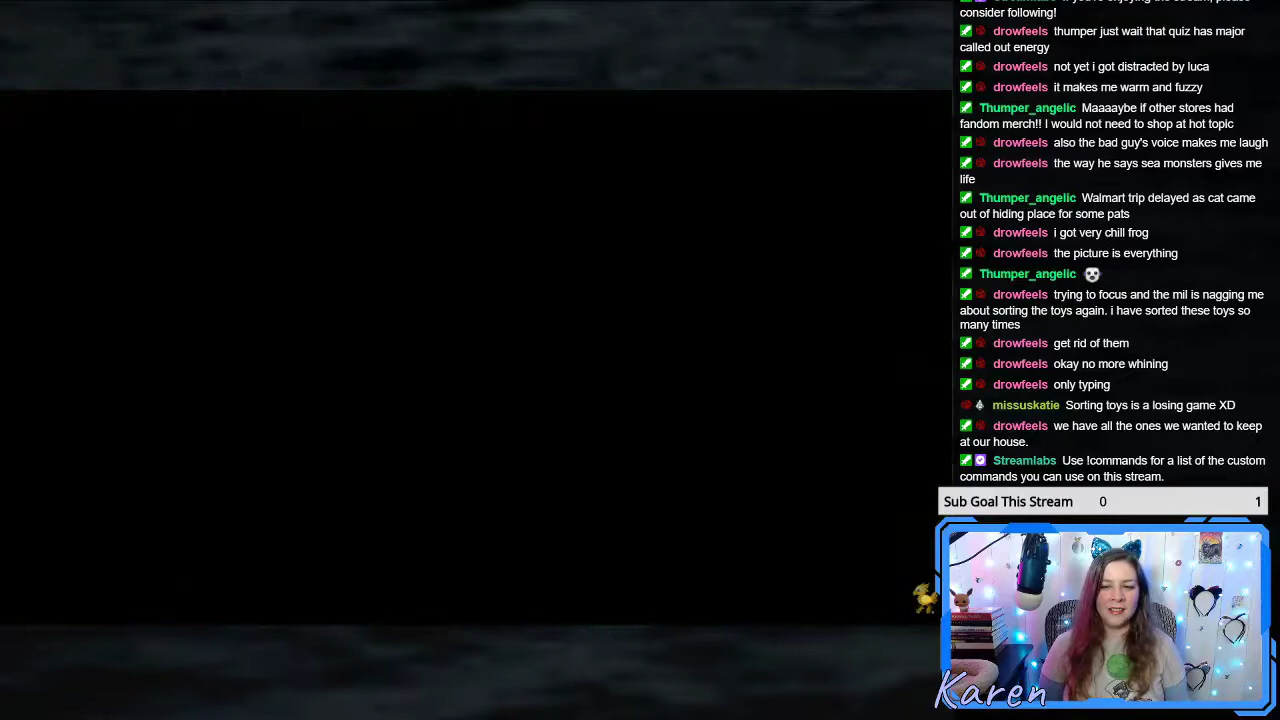 consider following!
drowfeels thumper just wait that quiz has major
called out energy
drowfeels not yet i got distracted by luca
drowfeels it makes me warm and fuzzy
Thumper_angelic Maaaaybe if other stores had
fandom merch!! I would not need to shop at hot topic
drowfeels also the bad guy's voice makes me laugh
drowfeels the way he says sea monsters gives me
life
Thumper_angelic Walmart trip delayed as cat came
out of hiding place for some pats
drowfeels i got very chill frog
drowfeels the picture is everything
Thumper_angelic
drowfeels trying to focus and the mil is nagging me
about sorting the toys again. i have sorted these toys so
many times
drowfeels get rid of them
drowfeels okay no more whining
drowfeels only typing
missuskatie Sorting toys is a losing game XD
drowfeels we have all the ones we wanted to keep
at our house.
Streamlabs Use !commands for a list of the custom
commands you can use on this stream.
Sub Goal This Stream 0 1
Karen